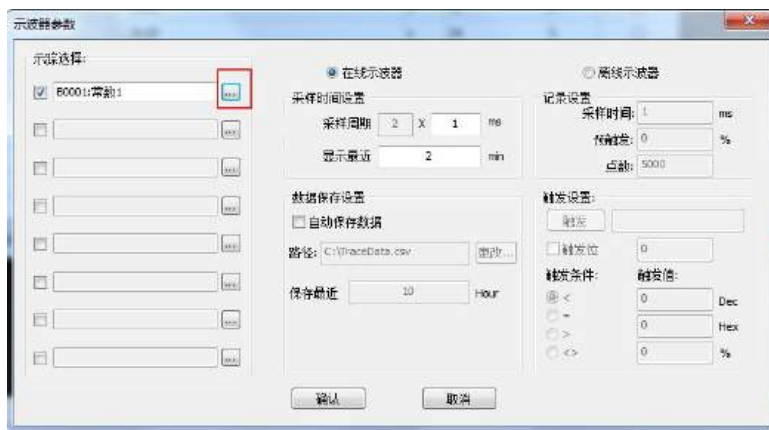 示波器参数
示踪选择:
B0001:常数1
...
...
...
...
...
...
...
...
在线示波器
采样时间设置
采样周期 2 X 1 ms
显示最近 2 min
数据保存设置
自动保存数据
路径: C:\TraceData.csv 更改...
保存最近 10 Hour
离线示波器
记录设置
采样时间: 1 ms
预触发: 0 %
点数: 5000
触发设置:
触发
触发位 0
触发条件: 触发值:
< 0 Dec
= 0 Hex
> 0 %
<>
确认 取消